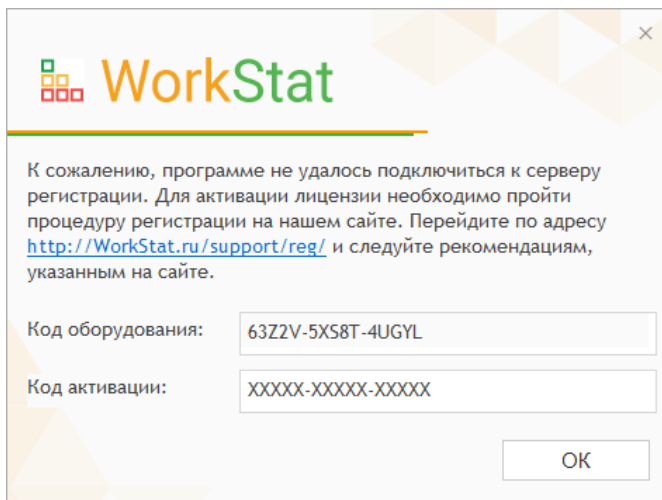 WorkStat
К сожалению, программе не удалось подключиться к серверу
регистрации. Для активации лицензии необходимо пройти
процедуру регистрации на нашем сайте. Перейдите по адресу
http://WorkStat.ru/support/reg/ и следуйте рекомендациям,
указанным на сайте.
Код оборудования: 63Z2V-5XS8T-4UGYL
Код активации: XXXXX-XXXXX-XXXXX
OK